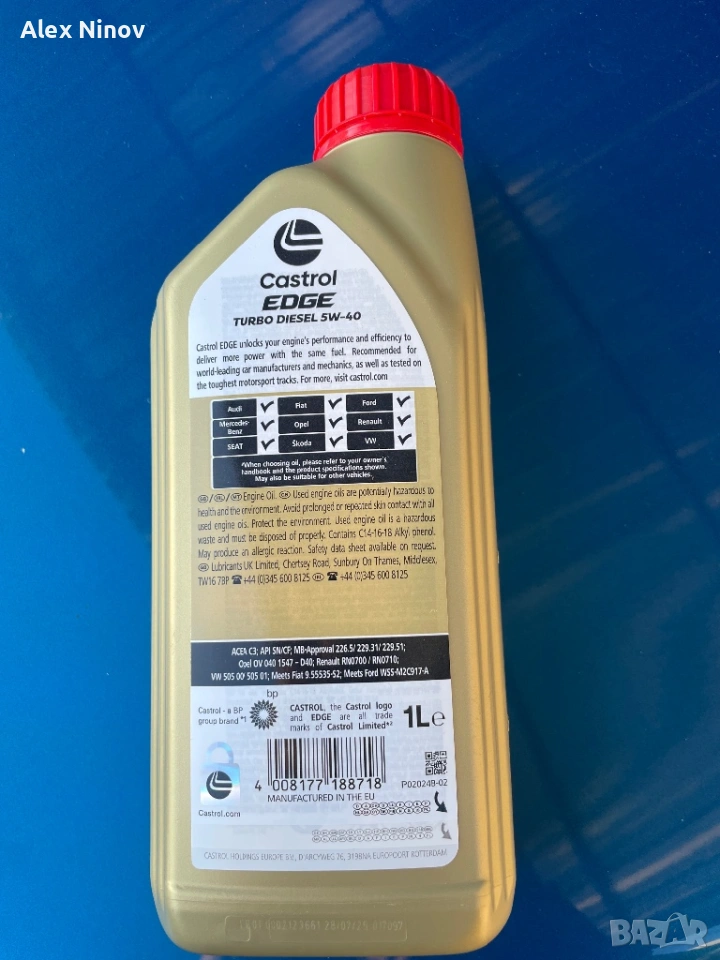 Alex Ninov
Castrol
EDGE
TURBO DIESEL 5W-40
Castrol EDGE unlocks your engine's performance and efficiency to
deliver more power with the same fuel. Recommended for
world-leading car manufacturers and mechanics, as well as tested on
the toughest motorsport tracks. For more, visit castrol.com
Audi ✓ Fiat ✓ Ford ✓
Mercedes-Benz ✓ Opel ✓ Renault ✓
SEAT ✓ Škoda ✓ VW ✓
*When choosing oil, please refer to your owner's
handbook and the product specifications shown.
May also be suitable for other vehicles.
Engine Oil. Used engine oils are potentially hazardous to
health and the environment. Avoid prolonged or repeated skin contact with all
used engine oils. Protect the environment. Used engine oil is a hazardous
waste and must be disposed of properly. Contains C14-16-18 Alkyl phenol.
May produce an allergic reaction. Safety data sheet available on request.
Lubricants UK Limited, Chertsey Road, Sunbury On Thames, Middlesex,
TW16 7BP ☎ +44 (0)345 600 8125 ☎ +44 (0)345 600 8125
ACEA C3; API SN/CF; MB-Approval 226.5/ 229.31/ 229.51;
Opel OV 040 1547 – D40; Renault RN0700 / RN0710;
VW 505 00/ 505 01; Meets Fiat 9.55535-S2; Meets Ford WSS-M2C917-A
bp
Castrol - a BP
group brand *1
CASTROL, the Castrol logo
and EDGE are all trade
marks of Castrol Limited*2
1L e
4 008177 188718
MANUFACTURED IN THE EU
P020249-02
Castrol.com
CASTROL HOLDINGS EUROPE B.V., D'ARCYWEG 76, 3198NA EUROPOORT ROTTERDAM
BAZAR